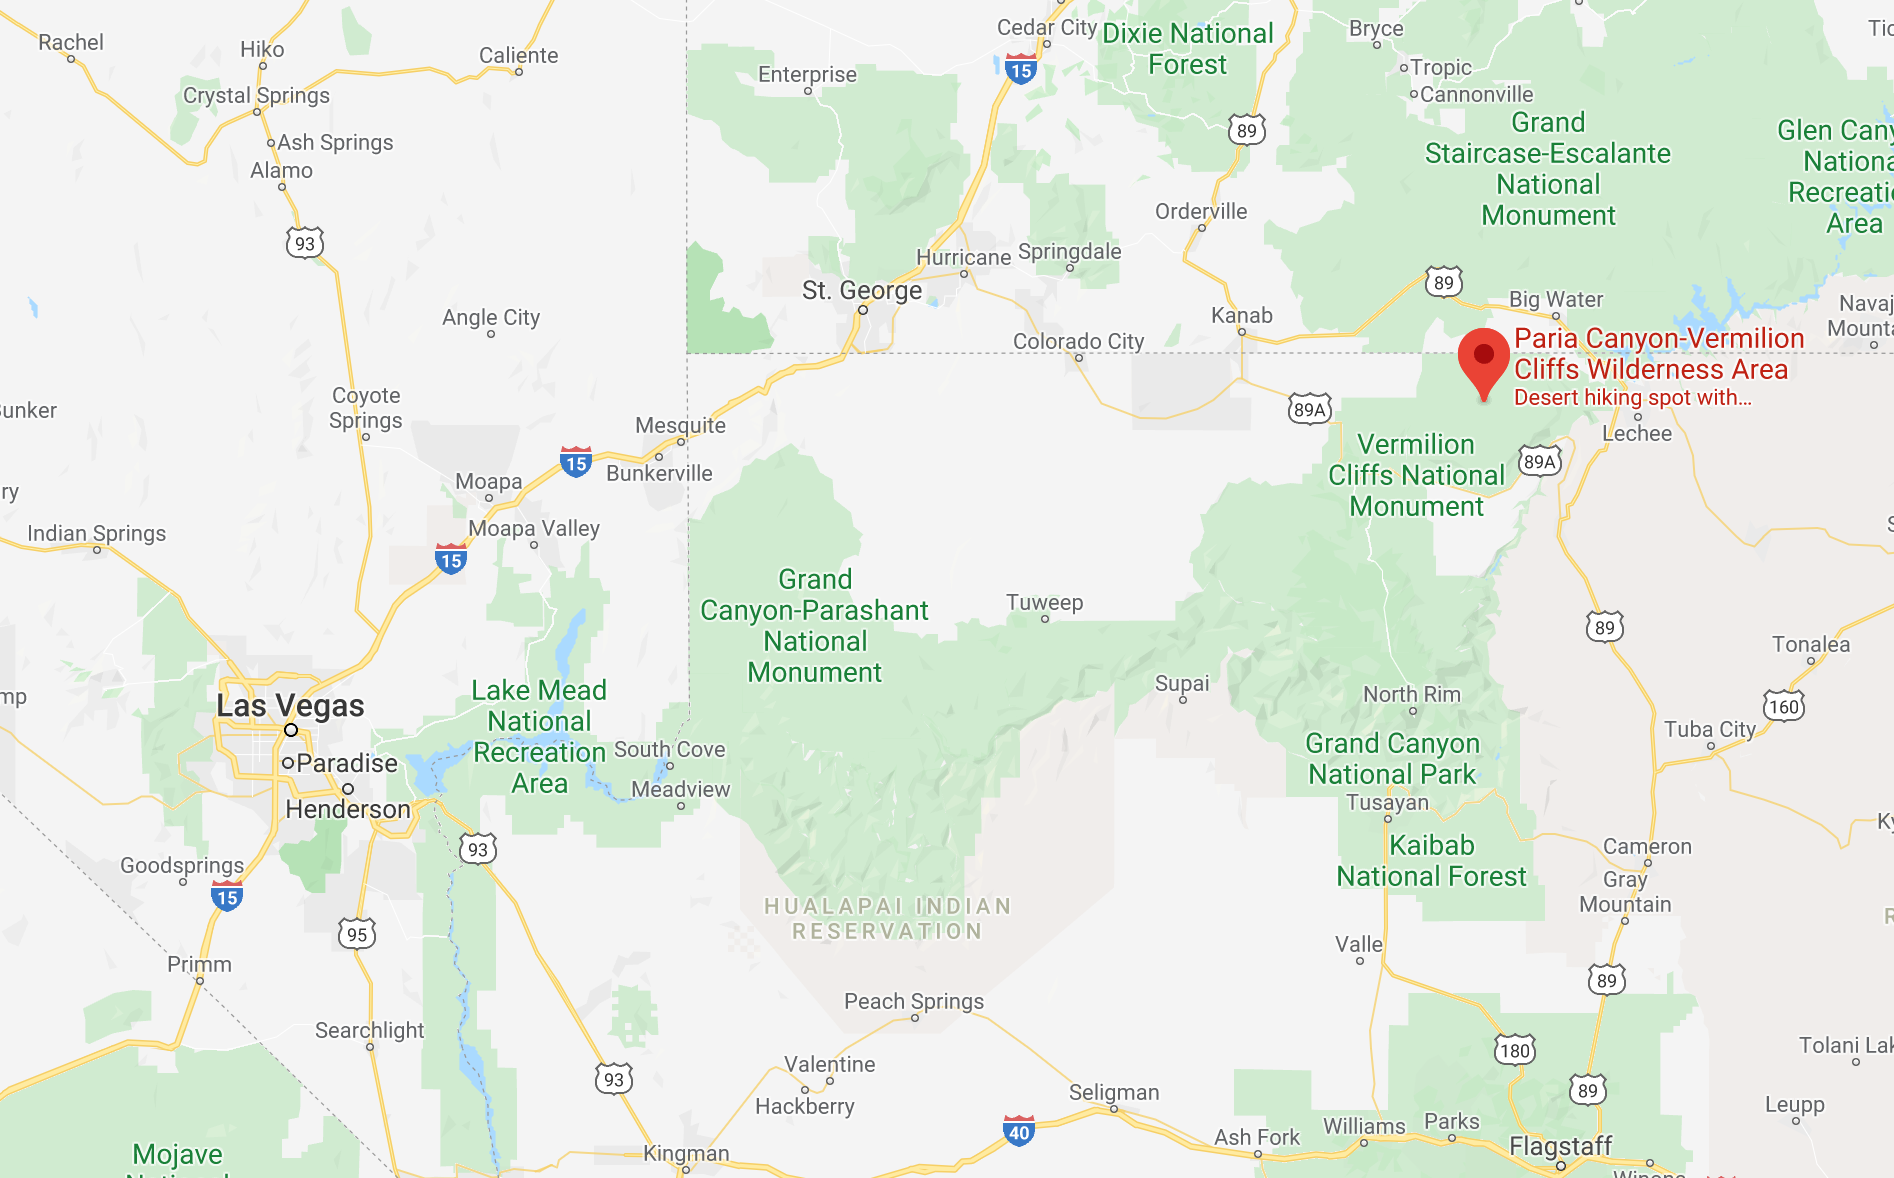 Rachel
Hiko
Caliente
Crystal Springs
Ash Springs
Alamo
93
Enterprise
Cedar City
15
Dixie National
Forest
89
Bryce
Tropic
Cannonville
Grand
Staircase-Escalante
National
Monument
Glen Cany
Nationa
Recreatio
Area
Orderville
Hurricane
Springdale
St. George
Angle City
Kanab
Colorado City
89
Big Water
Navaj
Mounta
Paria Canyon-Vermilion
Cliffs Wilderness Area
Desert hiking spot with...
89A
Lechee
Coyote
Springs
Bunker
Mesquite
15
Bunkerville
Vermilion
Cliffs National
Monument
89A
ry
Moapa
Moapa Valley
Indian Springs
15
Grand
Canyon-Parashant
National
Monument
Tuweep
89
Tonalea
Supai
North Rim
160
Tuba City
mp
Las Vegas
Paradise
Henderson
Lake Mead
National
Recreation
Area
South Cove
Meadview
Grand Canyon
National Park
Tusayan
Kaibab
National Forest
Cameron
Gray
Mountain
Ky
93
Goodsprings
15
95
HUALAPAI INDIAN
RESERVATION
Valle
89
Primm
Searchlight
Peach Springs
Valentine
Hackberry
93
180
89
Tolani Lak
Leupp
Seligman
40
Ash Fork
Williams
Parks
Flagstaff
Kingman
Mojave
National
Winona